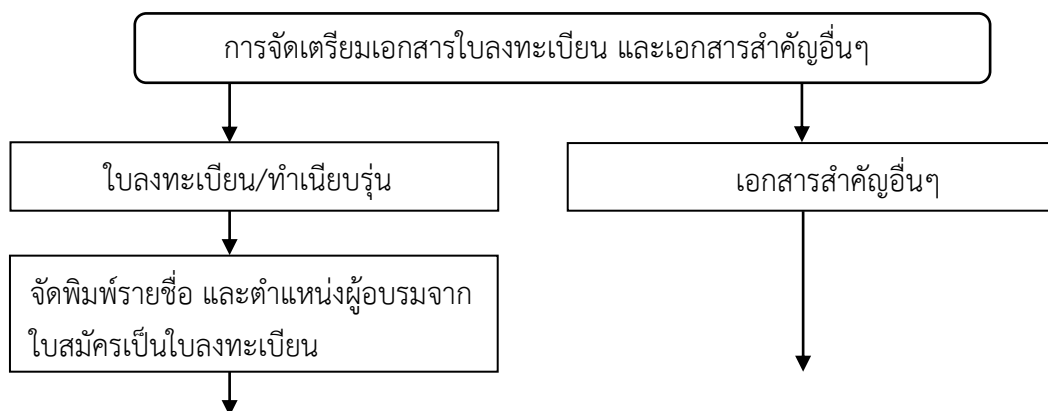 การจัดเตรียมเอกสารใบลงทะเบียน และเอกสารสำคัญอื่นๆ
ใบลงทะเบียน/ทำเนียบรุ่น
เอกสารสำคัญอื่นๆ
จัดพิมพ์รายชื่อ และตำแหน่งผู้อบรมจาก
ใบสมัครเป็นใบลงทะเบียน